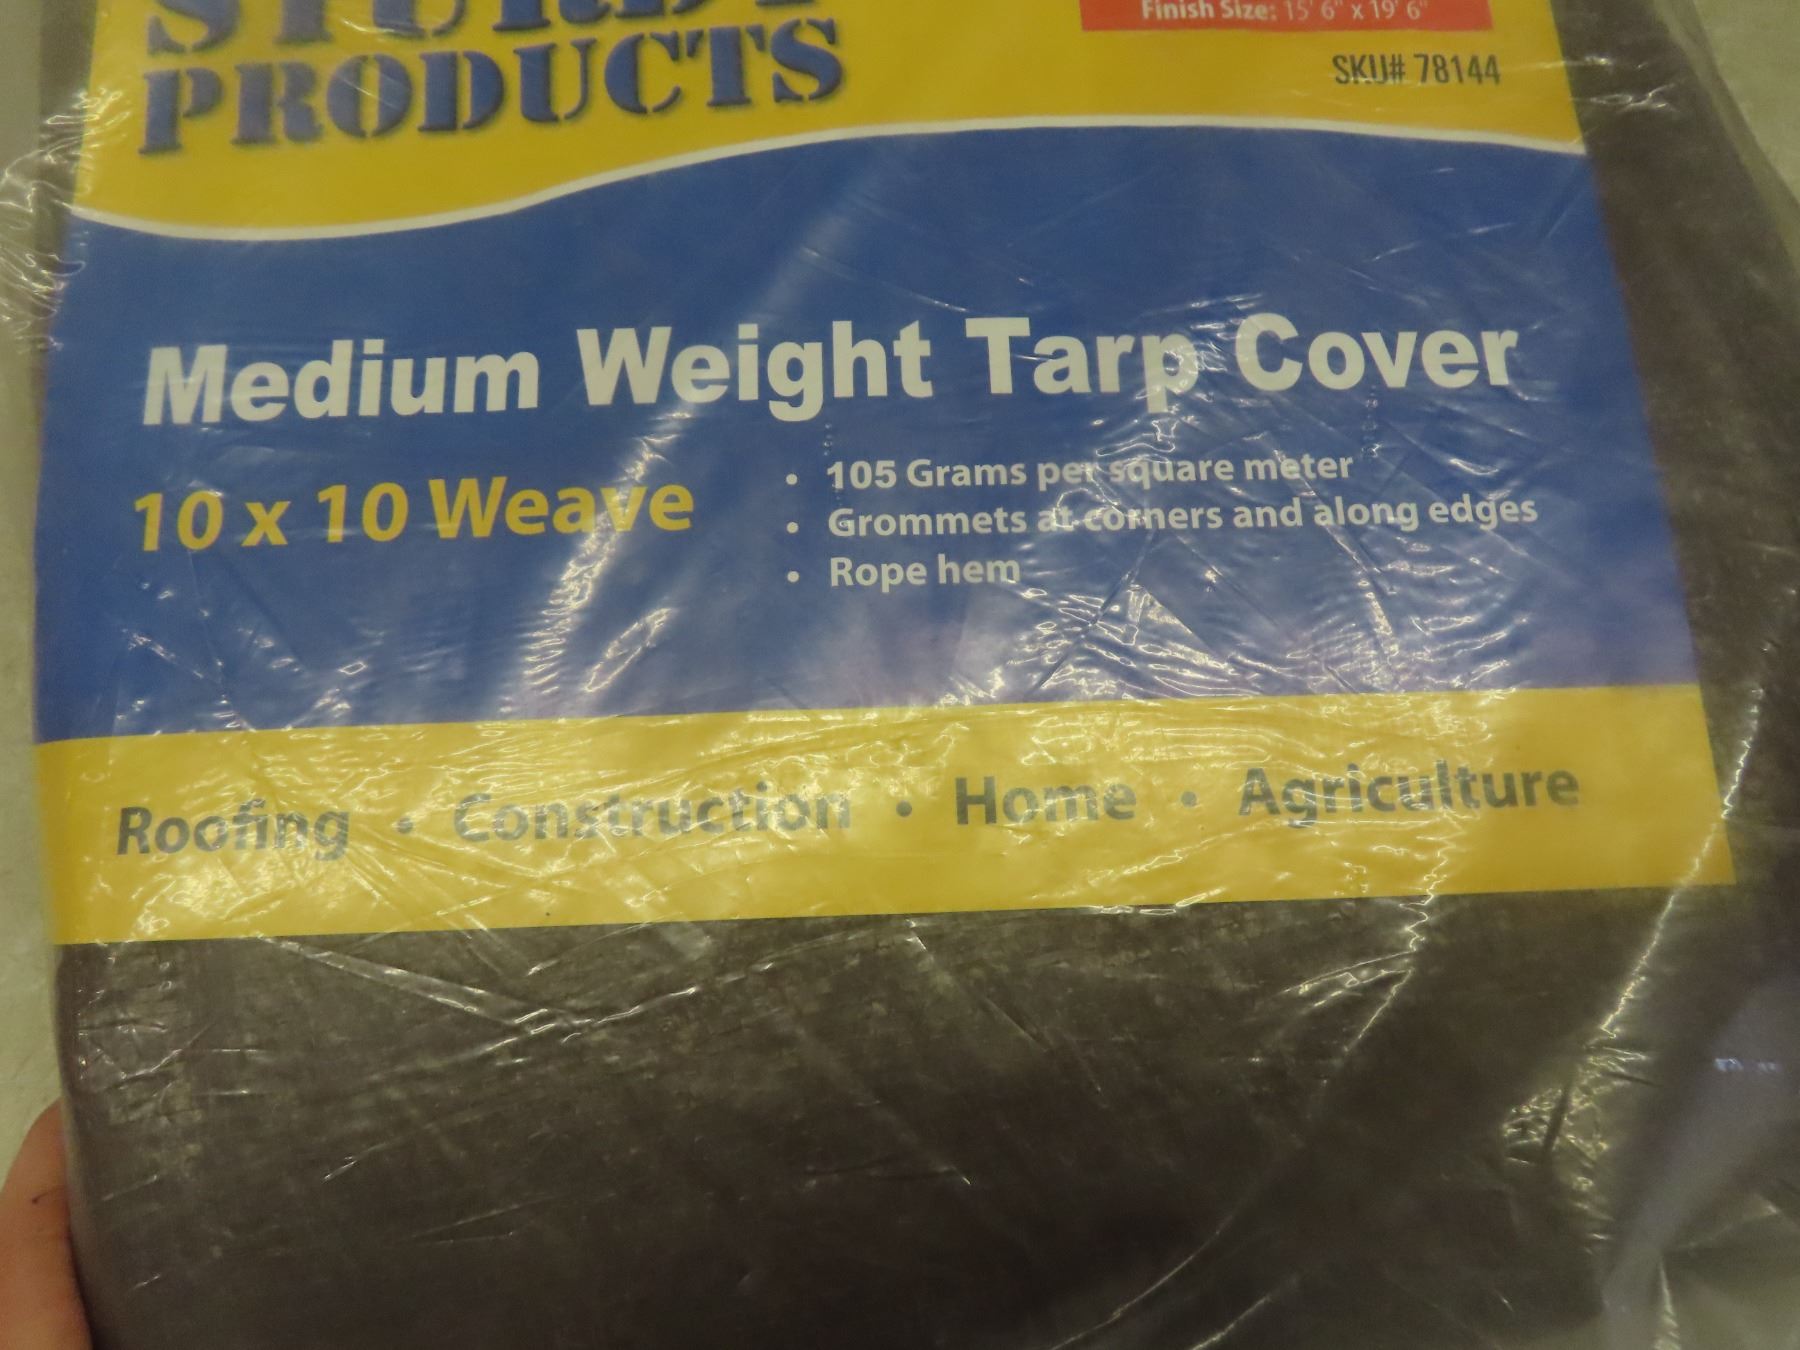 STURDY
PRODUCTS
Finish Size: 15' 6" x 19' 6"
SKU# 78144
Medium Weight Tarp Cover
10 x 10 Weave
• 105 Grams per square meter
• Grommets at corners and along edges
• Rope hem
Roofing • Construction • Home • Agriculture